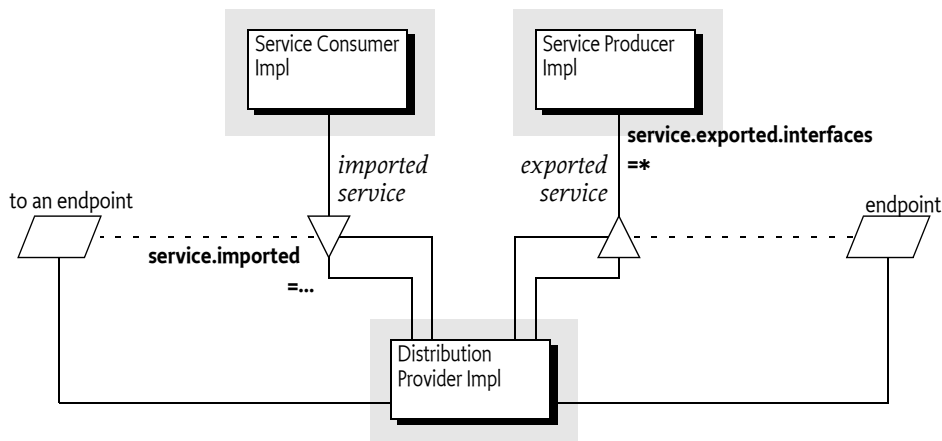 Service Consumer
Impl
Service Producer
Impl
service.exported.interfaces
=*
imported
service
exported
service
to an endpoint
endpoint
service.imported
=...
Distribution
Provider Impl